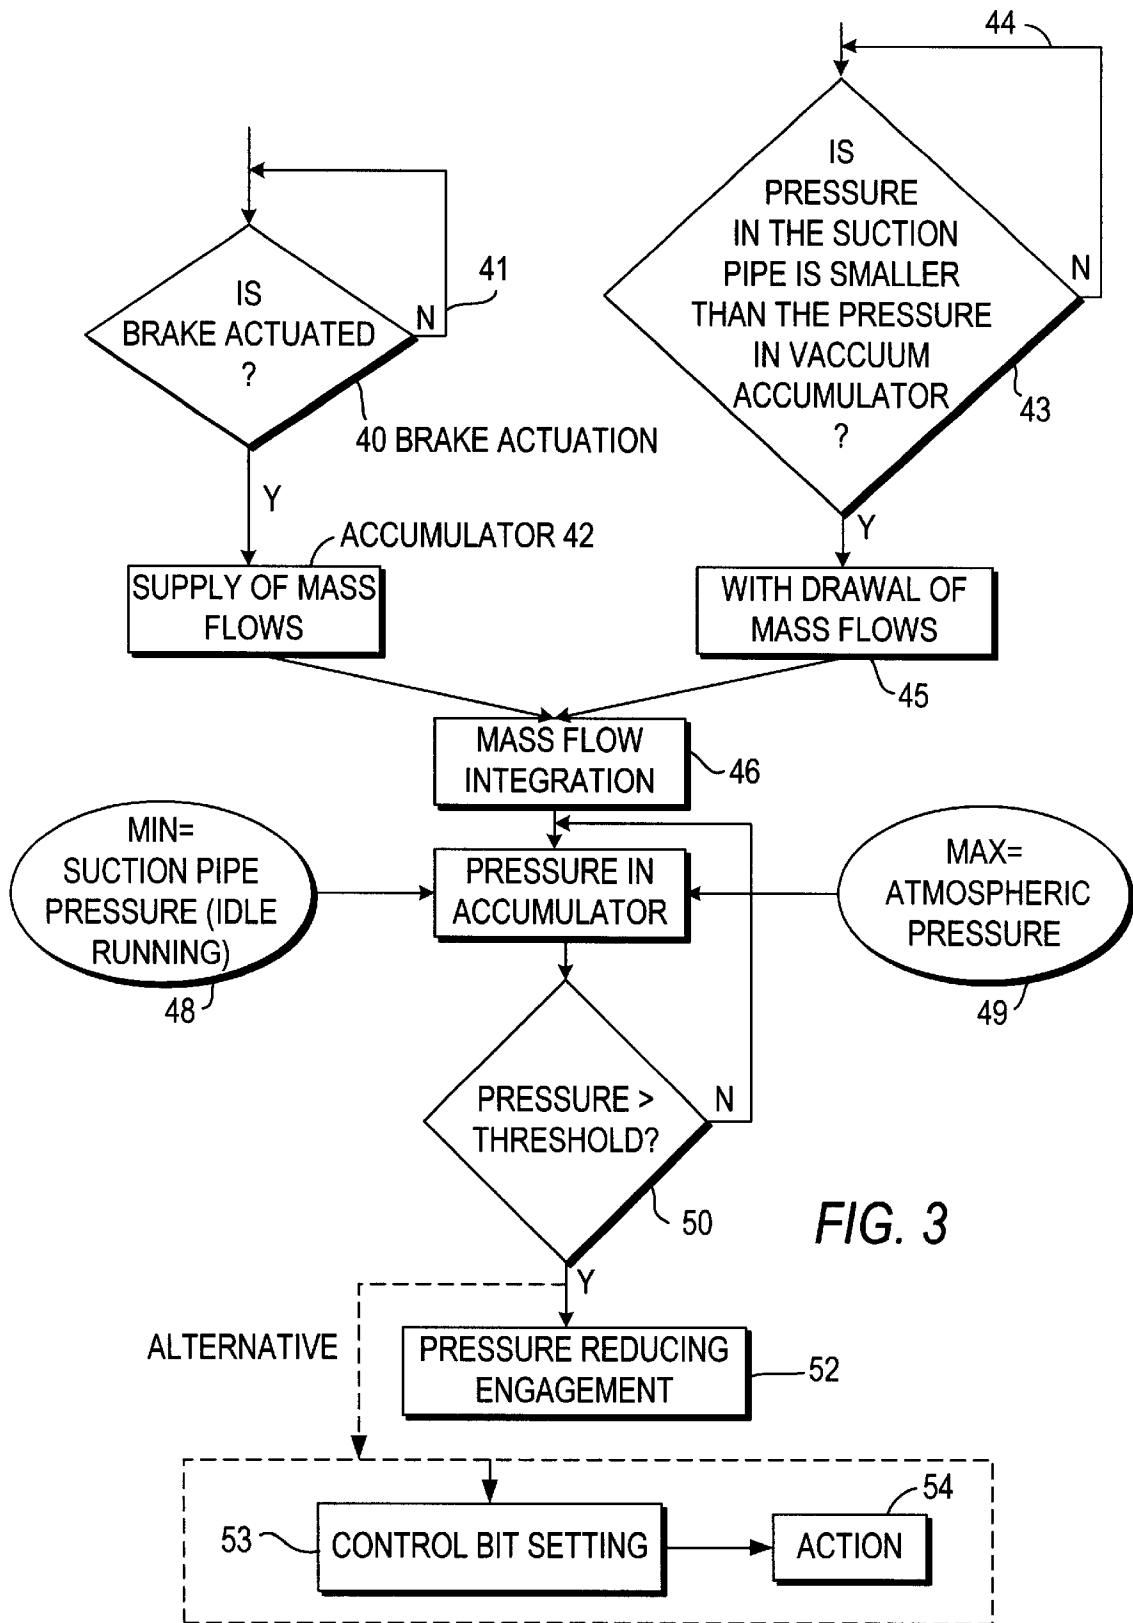 44
IS
PRESSURE
IN THE SUCTION
PIPE IS SMALLER
THAN THE PRESSURE
IN VACCUUM
ACCUMULATOR
?
N
43
Y
IS
BRAKE ACTUATED
?
N
41
40 BRAKE ACTUATION
Y
ACCUMULATOR 42
SUPPLY OF MASS
FLOWS
WITH DRAWAL OF
MASS FLOWS
45
MASS FLOW
INTEGRATION
46
MIN=
SUCTION PIPE
PRESSURE (IDLE
RUNNING)
48
PRESSURE IN
ACCUMULATOR
MAX=
ATMOSPHERIC
PRESSURE
49
PRESSURE >
THRESHOLD?
N
50
FIG. 3
Y
ALTERNATIVE
PRESSURE REDUCING
ENGAGEMENT
52
53
CONTROL BIT SETTING
54
ACTION